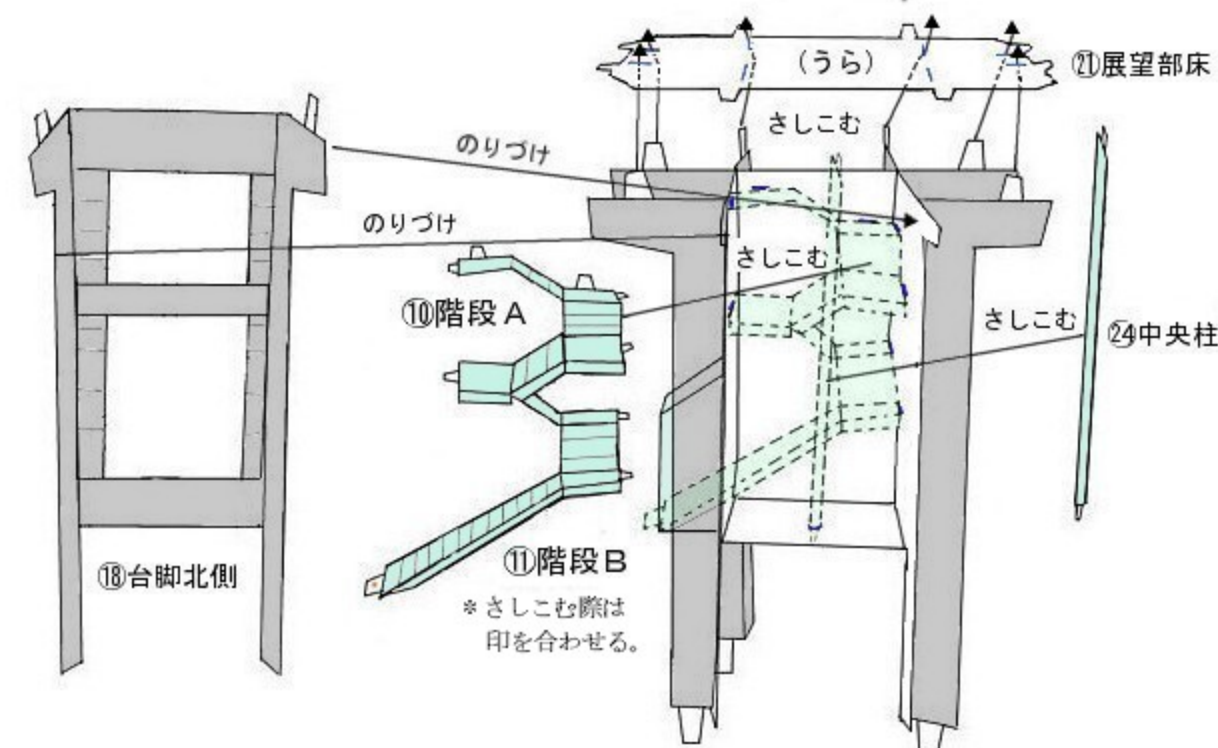 (うら)
㉑展望部床
さしこむ
のりづけ
のりづけ
さしこむ
⑩階段A
さしこむ
㉔中央柱
⑪階段B
⑱台脚北側
*さしこむ際は
印を合わせる。